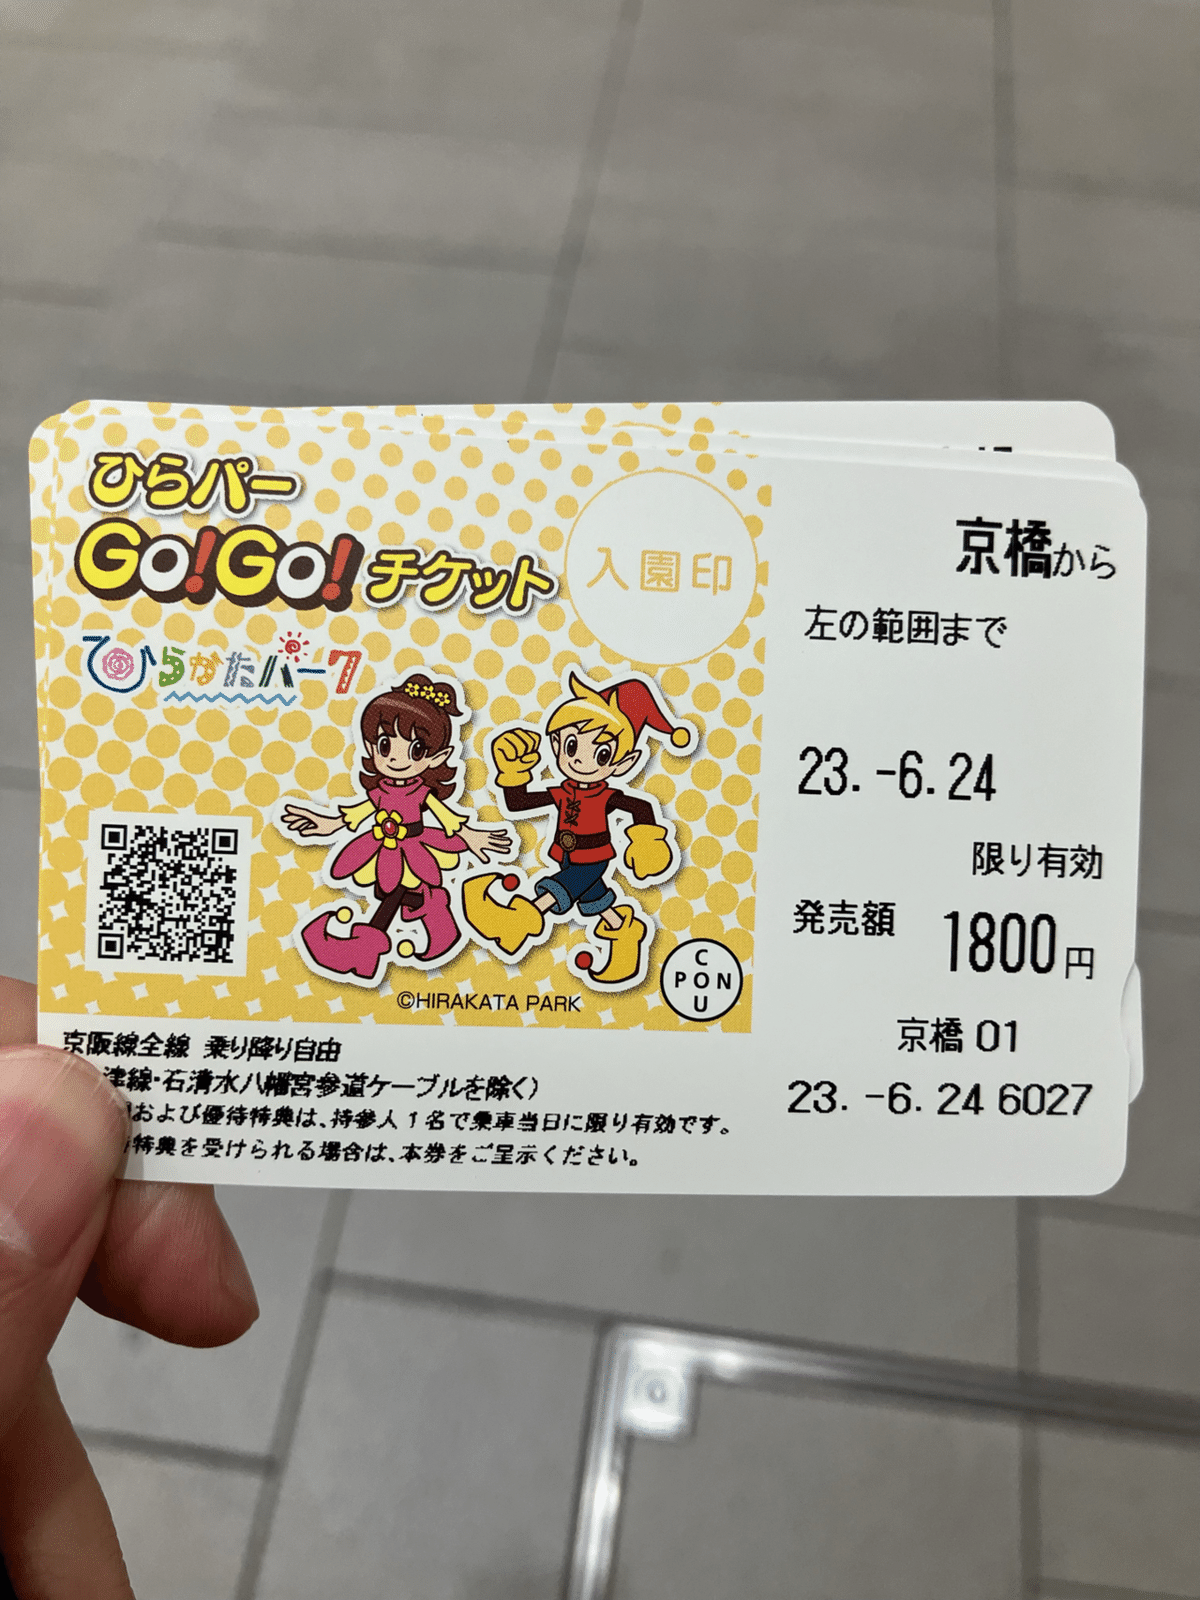 ひらパー
GO!GO!チケット
入園印
ひらかたパーク
©HIRAKATA PARK
CPONU
京阪線全線 乗り降り自由
津線・石清水八幡宮参道ケーブルを除く)
および優待特典は、持参人1名で乗車当日に限り有効です。
特典を受けられる場合は、本券をご呈示ください。
京橋から
左の範囲まで
23.-6.24
限り有効
発売額 1800円
京橋 01
23.-6.24 6027